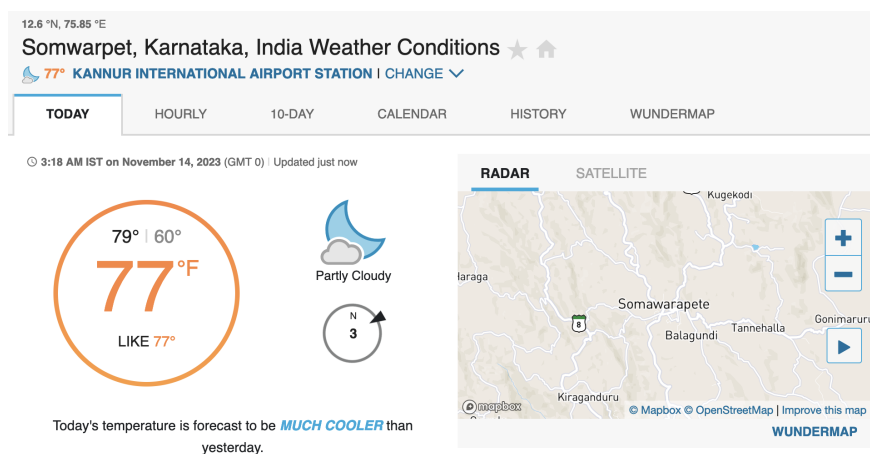 12.6 °N, 75.85 °E
Somwarpet, Karnataka, India Weather Conditions
77° KANNUR INTERNATIONAL AIRPORT STATION | CHANGE
TODAY HOURLY 10-DAY CALENDAR HISTORY WUNDERMAP
3:18 AM IST on November 14, 2023 (GMT 0) | Updated just now
79° | 60°
77 °F
LIKE 77°
Partly Cloudy
N
3
Today's temperature is forecast to be MUCH COOLER than
yesterday.
RADAR SATELLITE
Kugekodi
laraga
Somawarapete
8
Balagundi
Tannehalla
Gonimaruru
Kiraganduru
mapbox
© Mapbox © OpenStreetMap | Improve this map
WUNDERMAP